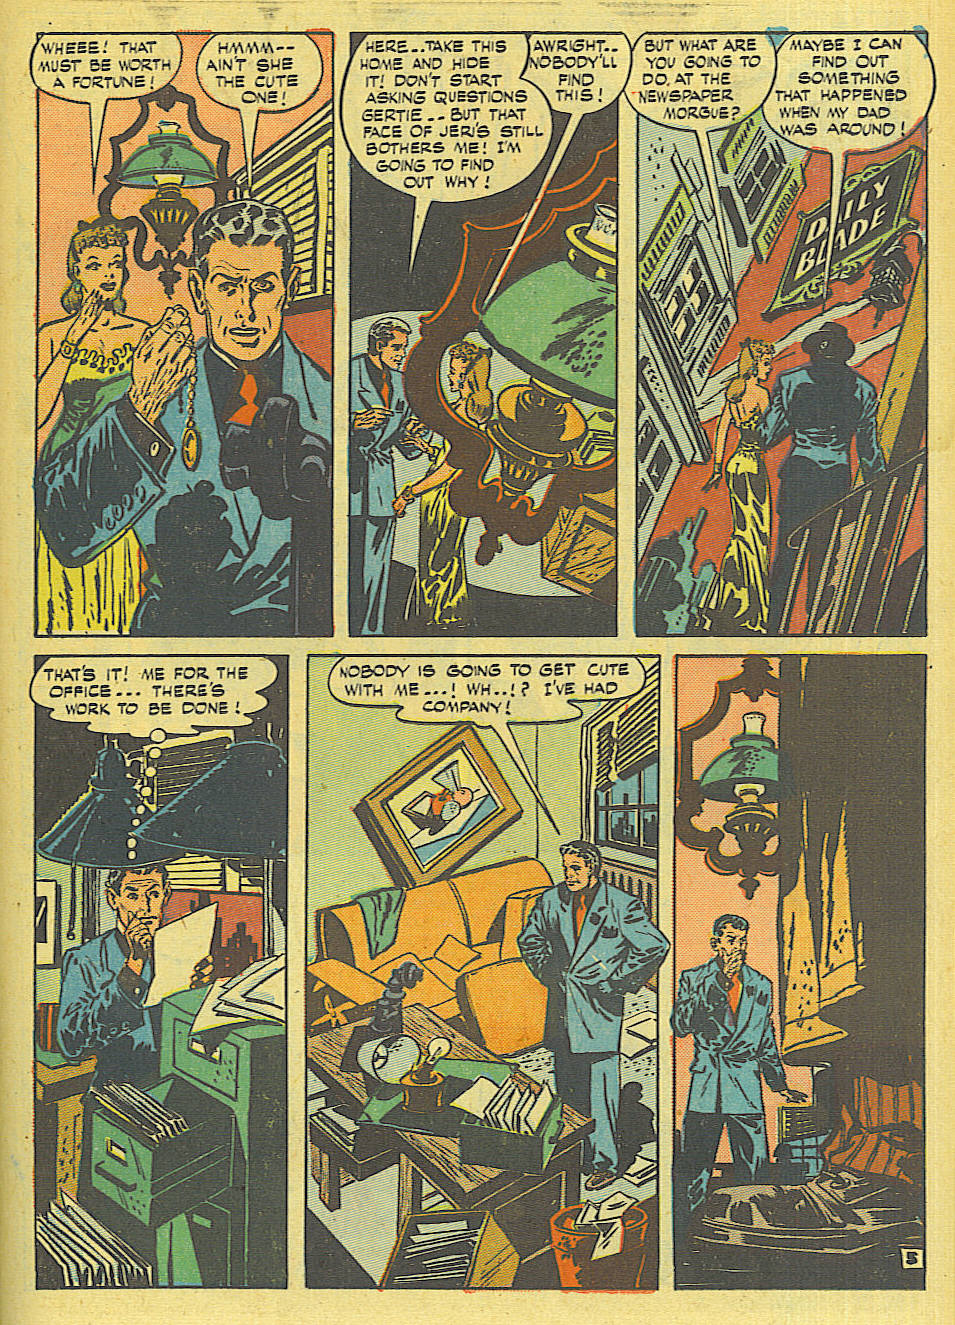 WHEEE! THAT
MUST BE WORTH
A FORTUNE!
HMMM--
AIN'T SHE
THE CUTE
ONE!
HERE..TAKE THIS
HOME AND HIDE
IT! DON'T START
ASKING QUESTIONS
GERTIE..BUT THAT
FACE OF JERI'S STILL
BOTHERS ME! I'M
GOING TO FIND
OUT WHY!
AWRIGHT..
NOBODY'LL
FIND
THIS!
BUT WHAT ARE
YOU GOING TO
DO, AT THE
NEWSPAPER
MORGUE?
MAYBE I CAN
FIND OUT
SOMETHING
THAT HAPPENED
WHEN MY DAD
WAS AROUND!
DAILY
BLADE
THAT'S IT! ME FOR THE
OFFICE... THERE'S
WORK TO BE DONE!
NOBODY IS GOING TO GET CUTE
WITH ME...! WH..!? I'VE HAD
COMPANY!
5